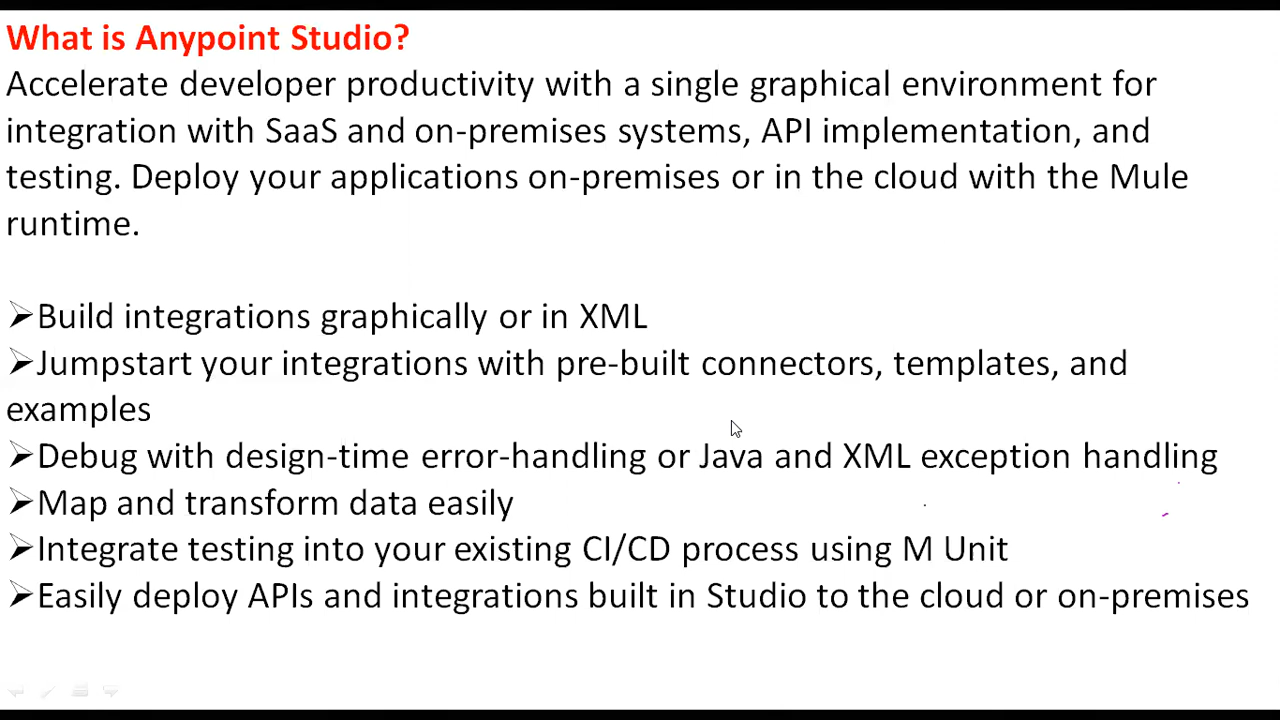 What is Anypoint Studio?
Accelerate developer productivity with a single graphical environment for
integration with SaaS and on-premises systems, API implementation, and
testing. Deploy your applications on-premises or in the cloud with the Mule
runtime.
➢Build integrations graphically or in XML
➢Jumpstart your integrations with pre-built connectors, templates, and
examples
➢Debug with design-time error-handling or Java and XML exception handling
➢Map and transform data easily
➢Integrate testing into your existing CI/CD process using M Unit
➢Easily deploy APIs and integrations built in Studio to the cloud or on-premises